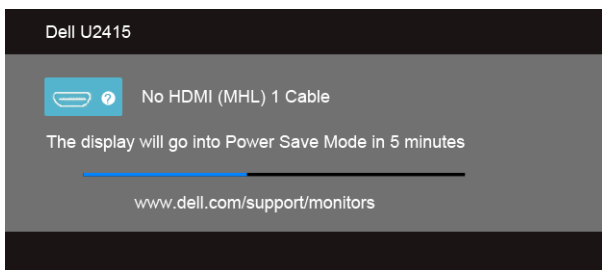 Dell U2415
? No HDMI (MHL) 1 Cable
The display will go into Power Save Mode in 5 minutes
www.dell.com/support/monitors